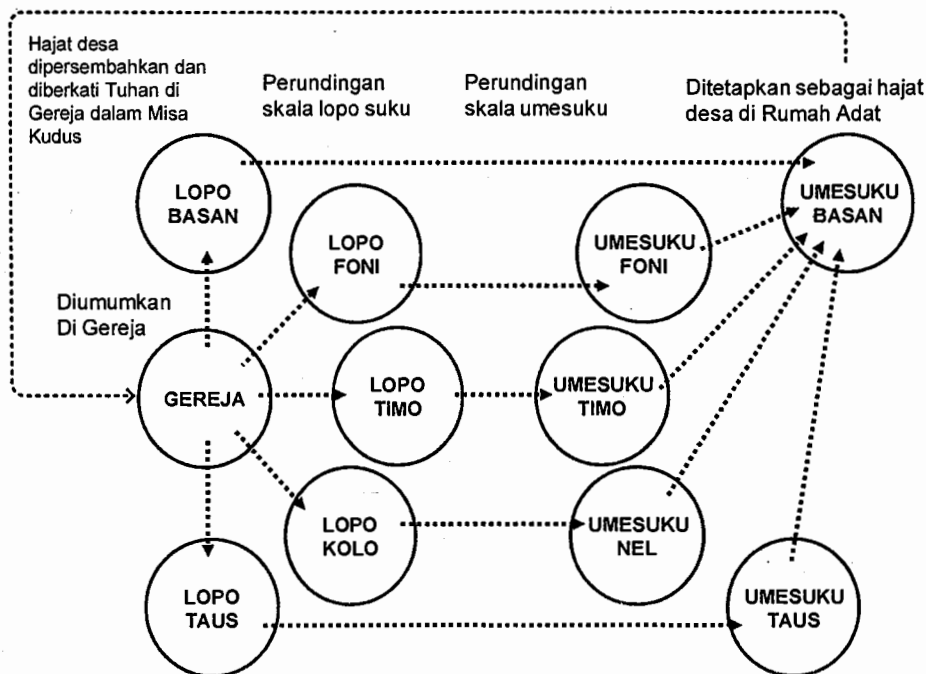 Hajat desa
dipersembahkan dan
diberkati Tuhan di
Gereja dalam Misa
Kudus
Perundingan
skala lopo suku
Perundingan
skala umesuku
Ditetapkan sebagai hajat
desa di Rumah Adat
LOPO
BASAN
UMESUKU
BASAN
LOPO
FONI
UMESUKU
FONI
Diumumkan
Di Gereja
GEREJA
LOPO
TIMO
UMESUKU
TIMO
LOPO
KOLO
UMESUKU
NEL
LOPO
TAUS
UMESUKU
TAUS